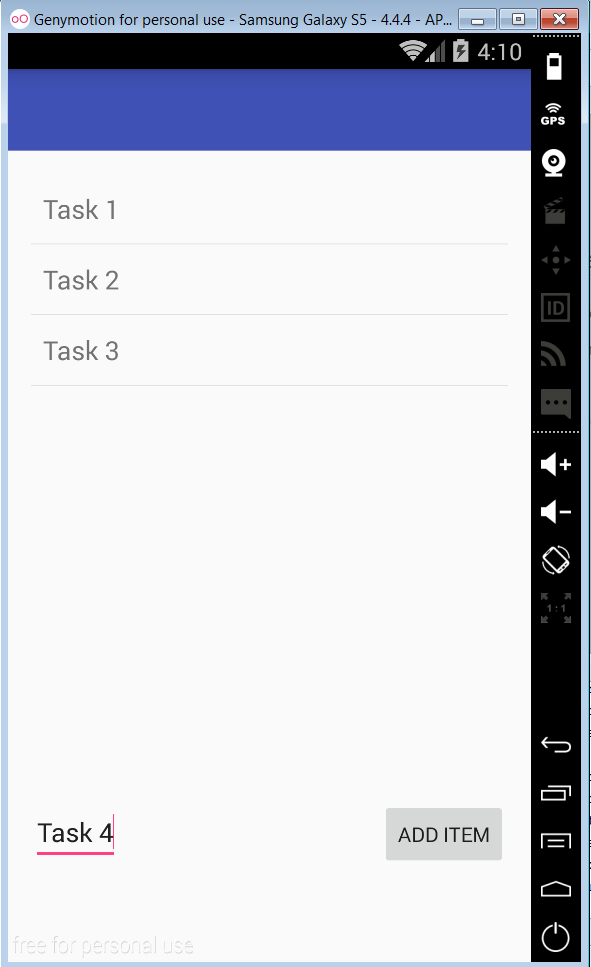 Genymotion for personal use - Samsung Galaxy S5 - 4.4.4 - AP...
4:10
GPS
Task 1
Task 2
ID
Task 3
1:1
Task 4
ADD ITEM
free for personal use